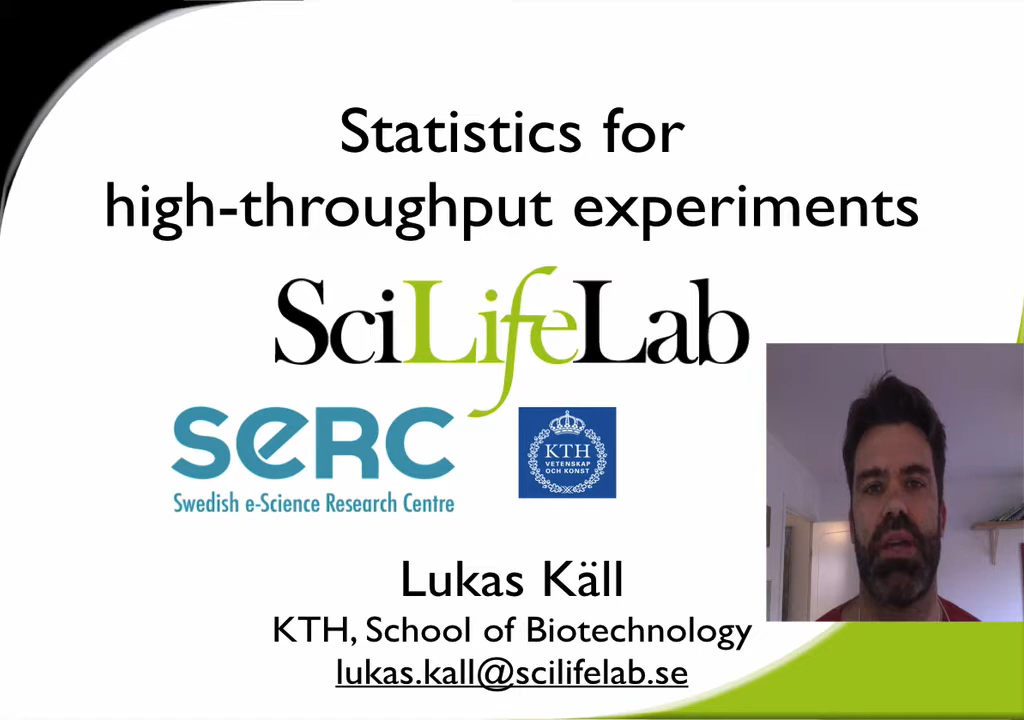 Statistics for
high-throughput experiments
SciLifeLab
SeRC
Swedish e-Science Research Centre
KTH
VETENSKAP
OCH KONST
Lukas Käll
KTH, School of Biotechnology
lukas.kall@scilifelab.se